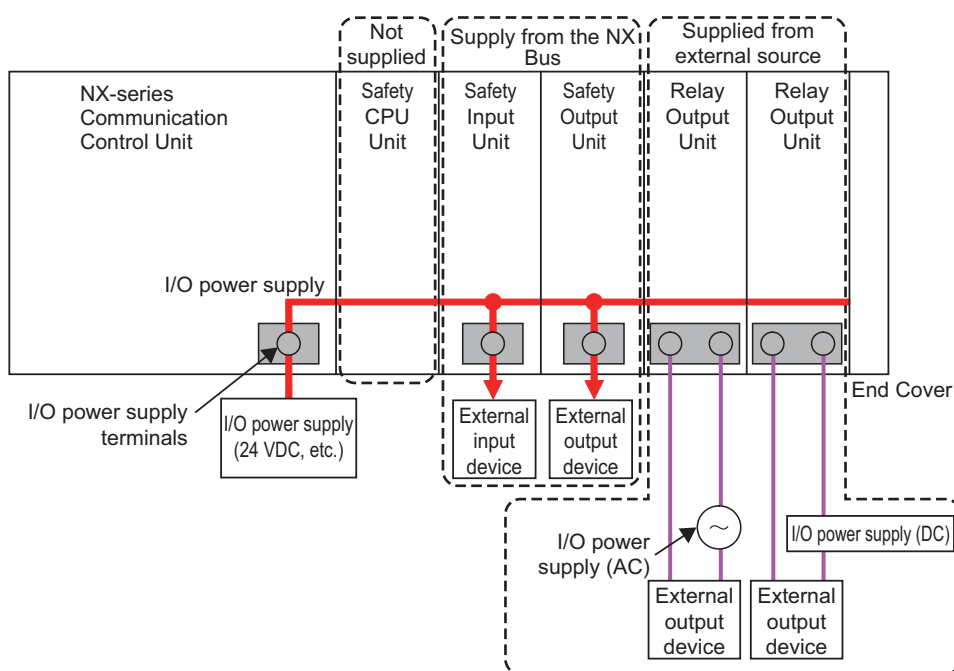 Not
supplied
Supply from the NX
Bus
Supplied from
external source
NX-series
Communication
Control Unit
Safety
CPU
Unit
Safety
Input
Unit
Safety
Output
Unit
Relay
Output
Unit
Relay
Output
Unit
I/O power supply
I/O power supply
terminals
I/O power supply
(24 VDC, etc.)
External
input
device
External
output
device
End Cover
I/O power
supply (AC)
~
I/O power supply (DC)
External
output
device
External
output
device